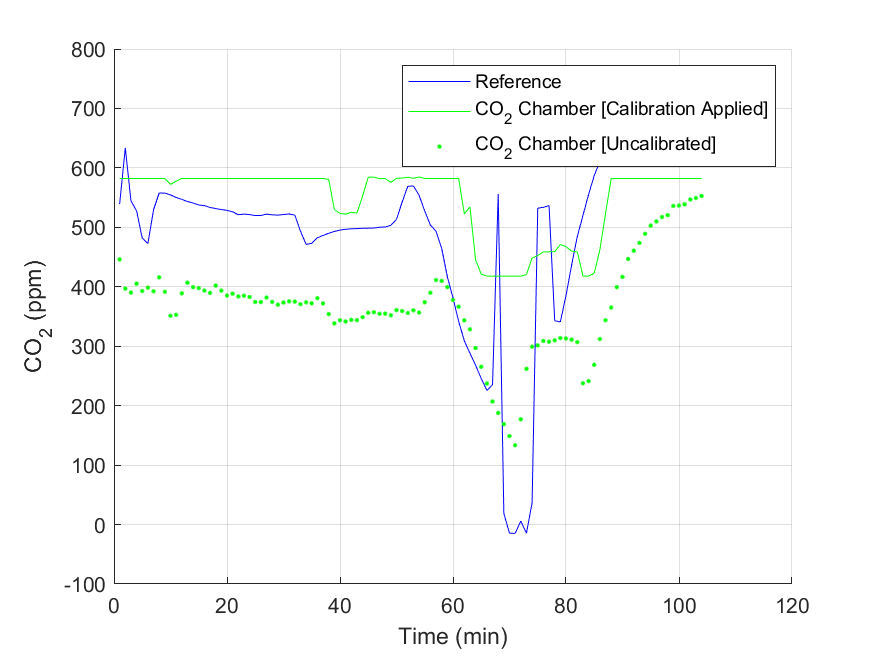 800
700
600
500
400
300
200
100
0
-100
0 20 40 60 80 100 120
CO2 (ppm)
Time (min)
Reference
CO2 Chamber [Calibration Applied]
CO2 Chamber [Uncalibrated]